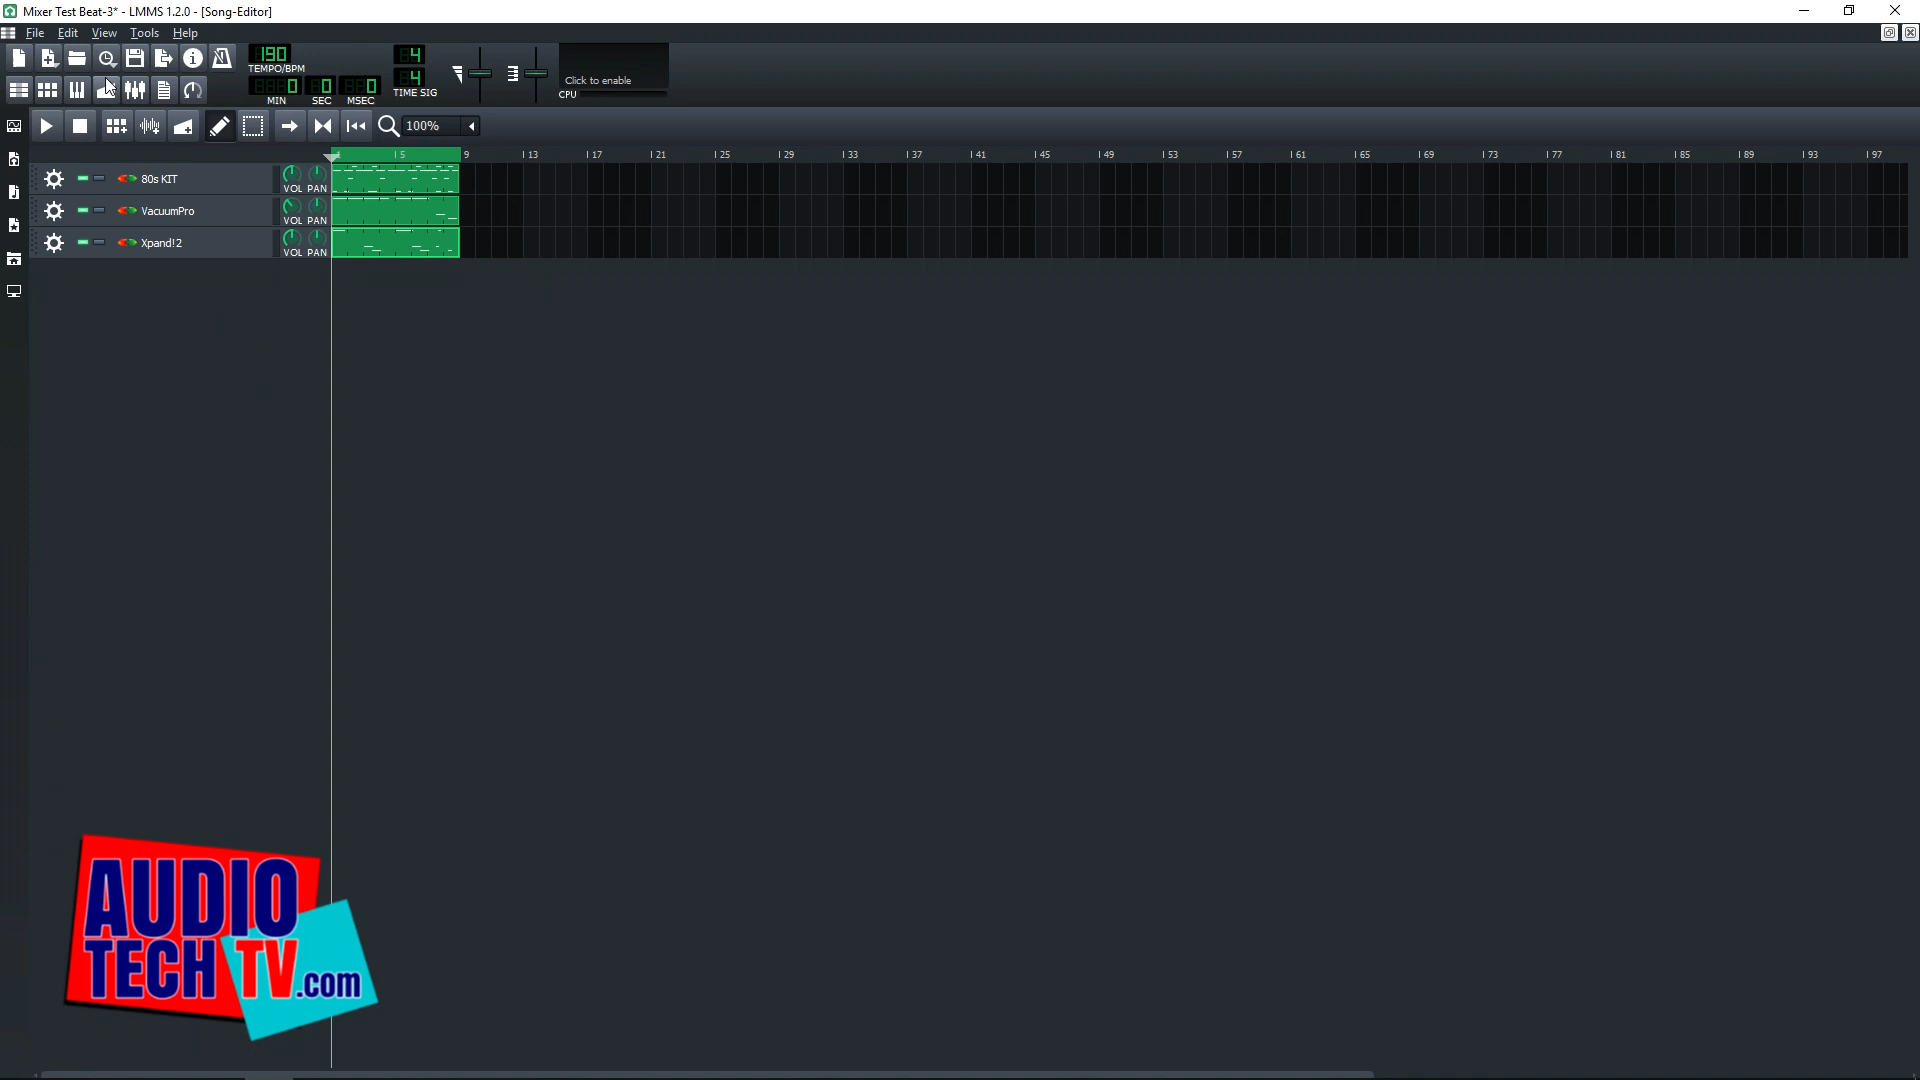 Mixer Test Beat-3* - LMMS 1.2.0 - [Song-Editor]
File Edit View Tools Help
190
TEMPO/BPM
0 0 0
MIN SEC MSEC
4
4
TIME SIG
Click to enable
CPU
100%
5 9 13 17 21 25 29 33 37 41 45 49 53 57 61 65 69 73 77 81 85 89 93 97
80s KIT VOL PAN
VacuumPro VOL PAN
Xpand!2 VOL PAN
AUDIO
TECH TV.com